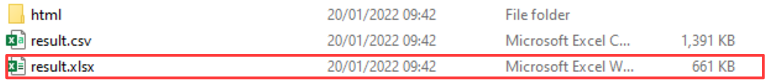 html 20/01/2022 09:42 File folder
result.csv 20/01/2022 09:42 Microsoft Excel C... 1,391 KB
result.xlsx 20/01/2022 09:42 Microsoft Excel W... 661 KB